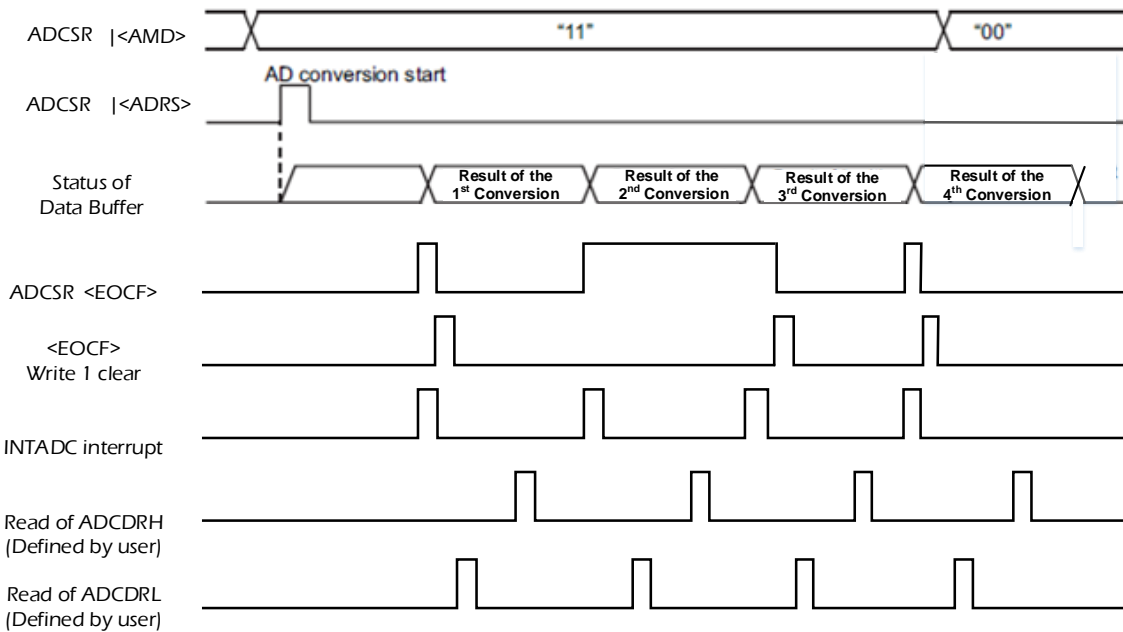 ADCSR |<AMD>
"11"
"00"
AD conversion start
ADCSR |<ADRS>
Status of
Data Buffer
Result of the
1st Conversion
Result of the
2nd Conversion
Result of the
3rd Conversion
Result of the
4th Conversion
ADCSR <EOCF>
<EOCF>
Write 1 clear
INTADC interrupt
Read of ADCDRH
(Defined by user)
Read of ADCDRL
(Defined by user)